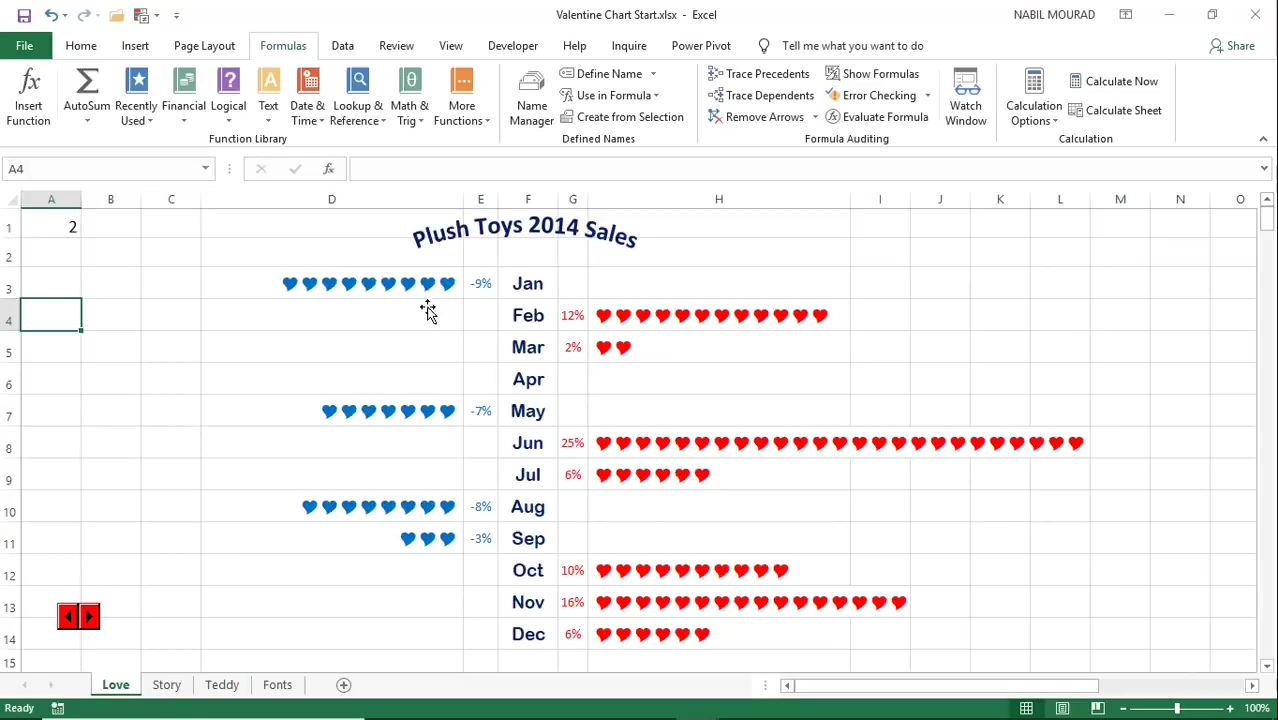 Valentine Chart Start.xlsx - Excel
NABIL MOURAD
File Home Insert Page Layout Formulas Data Review View Developer Help Inquire Power Pivot Tell me what you want to do Share
Insert Function
AutoSum
Recently Used
Financial
Logical
Text
Date & Time
Lookup & Reference
Math & Trig
More Functions
Function Library
Name Manager
Define Name
Use in Formula
Create from Selection
Defined Names
Trace Precedents
Trace Dependents
Remove Arrows
Show Formulas
Error Checking
Evaluate Formula
Formula Auditing
Watch Window
Calculation Options
Calculate Now
Calculate Sheet
Calculation
A4 fx
A B C D E F G H I J K L M N O
1 2 Plush Toys 2014 Sales
2
3 -9% Jan
4 Feb 12%
5 Mar 2%
6 Apr
7 -7% May
8 Jun 25%
9 Jul 6%
10 -8% Aug
11 -3% Sep
12 Oct 10%
13 Nov 16%
14 Dec 6%
15
Love Story Teddy Fonts
Ready 100%